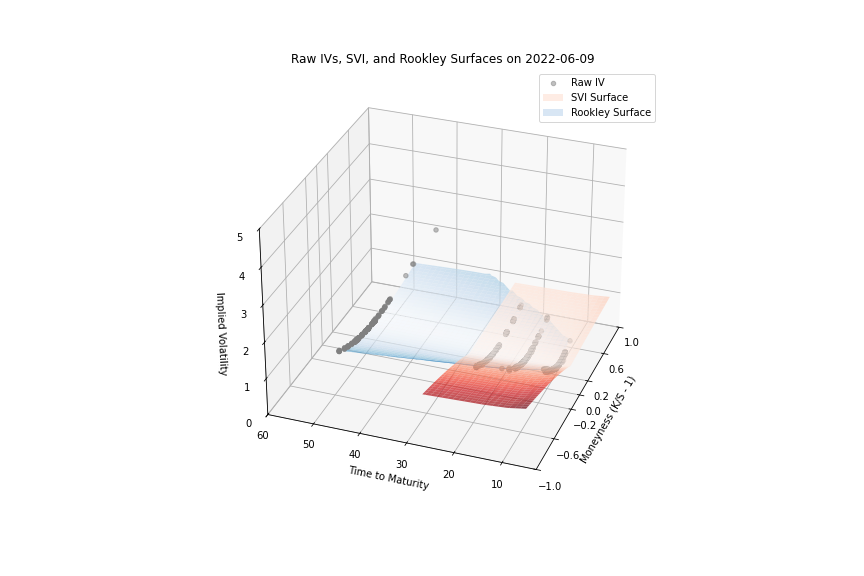 Raw IVs, SVI, and Rookley Surfaces on 2022-06-09
Raw IV
SVI Surface
Rookley Surface
5
4
3
2
1
0
Implied Volatility
60
50
40
30
20
10
Time to Maturity
1.0
0.6
0.2
0.0
−0.2
−0.6
−1.0
Moneyness (K/S - 1)